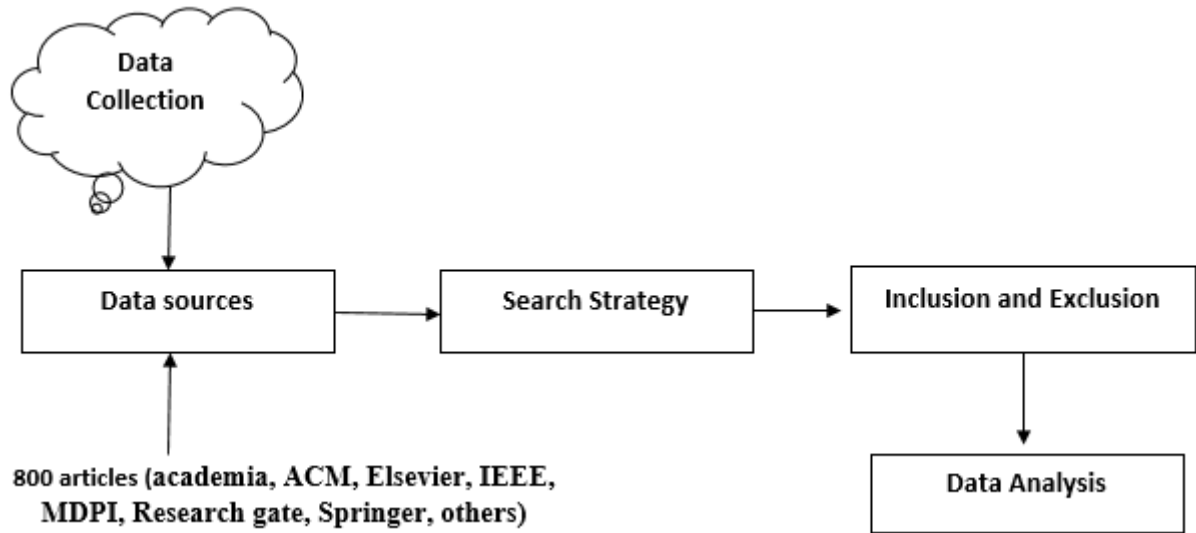 Data
Collection
Data sources
Search Strategy
Inclusion and Exclusion
800 articles (academia, ACM, Elsevier, IEEE,
MDPI, Research gate, Springer, others)
Data Analysis